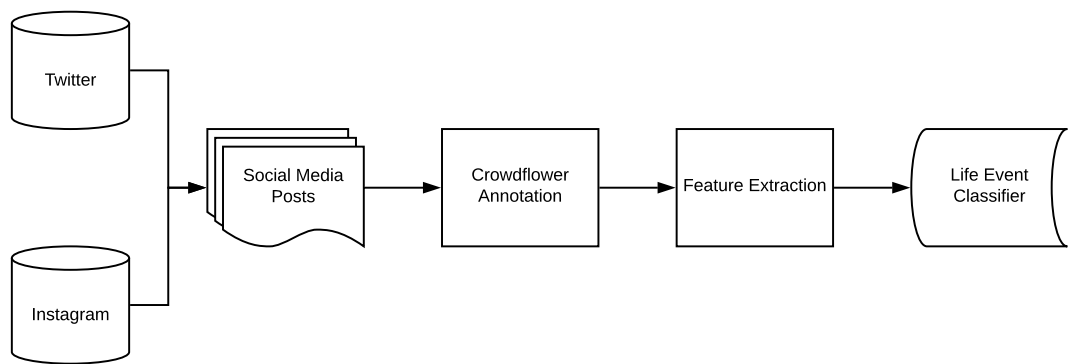 Twitter
Social Media
Posts
Crowdflower
Annotation
Feature Extraction
Life Event
Classifier
Instagram